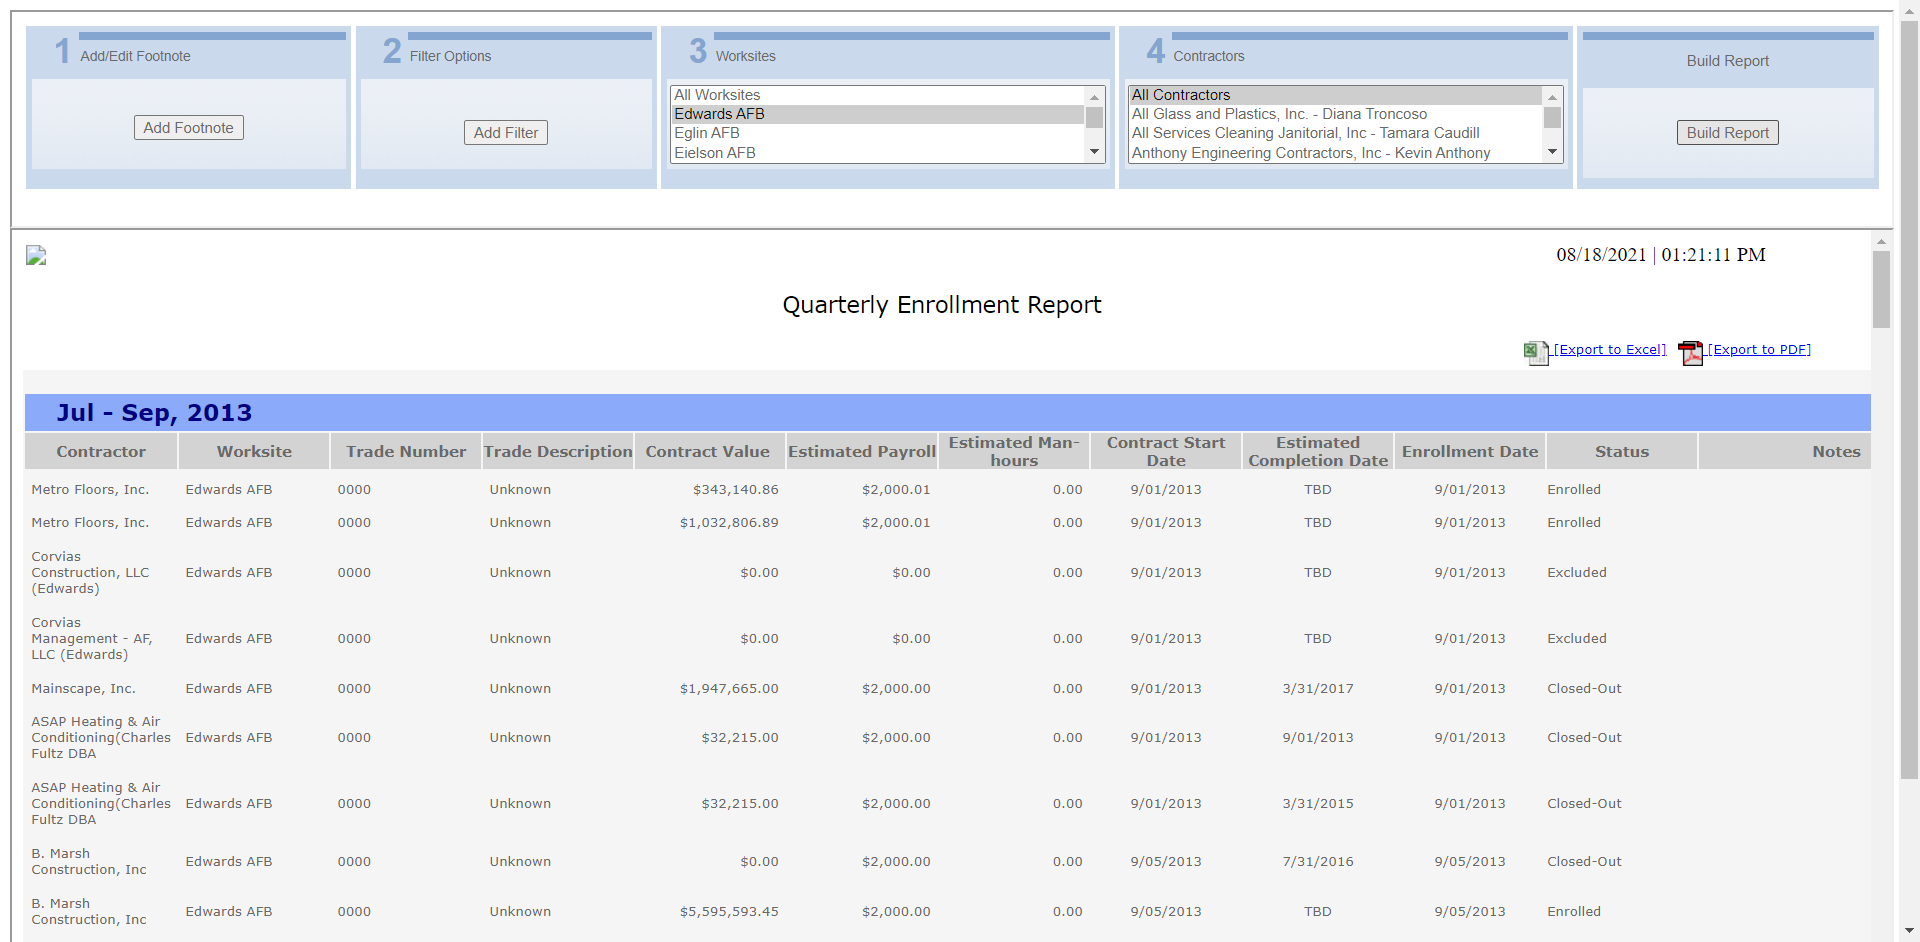 1 Add/Edit Footnote
Add Footnote
2 Filter Options
Add Filter
3 Worksites
All Worksites
Edwards AFB
Eglin AFB
Eielson AFB
4 Contractors
All Contractors
All Glass and Plastics, Inc. - Diana Troncoso
All Services Cleaning Janitorial, Inc - Tamara Caudill
Anthony Engineering Contractors, Inc - Kevin Anthony
Build Report
Build Report
08/18/2021 | 01:21:11 PM
Quarterly Enrollment Report
[Export to Excel] [Export to PDF]
Jul - Sep, 2013
Contractor Worksite Trade Number Trade Description Contract Value Estimated Payroll Estimated Man-hours Contract Start Date Estimated Completion Date Enrollment Date Status Notes
Metro Floors, Inc. Edwards AFB 0000 Unknown $343,140.86 $2,000.01 0.00 9/01/2013 TBD 9/01/2013 Enrolled
Metro Floors, Inc. Edwards AFB 0000 Unknown $1,032,806.89 $2,000.01 0.00 9/01/2013 TBD 9/01/2013 Enrolled
Corvias
Construction, LLC Edwards AFB 0000 Unknown $0.00 $0.00 0.00 9/01/2013 TBD 9/01/2013 Excluded
(Edwards)
Corvias
Management - AF, Edwards AFB 0000 Unknown $0.00 $0.00 0.00 9/01/2013 TBD 9/01/2013 Excluded
LLC (Edwards)
Mainscape, Inc. Edwards AFB 0000 Unknown $1,947,665.00 $2,000.00 0.00 9/01/2013 3/31/2017 9/01/2013 Closed-Out
ASAP Heating & Air
Conditioning(Charles Edwards AFB 0000 Unknown $32,215.00 $2,000.00 0.00 9/01/2013 9/01/2013 9/01/2013 Closed-Out
Fultz DBA
ASAP Heating & Air
Conditioning(Charles Edwards AFB 0000 Unknown $32,215.00 $2,000.00 0.00 9/01/2013 3/31/2015 9/01/2013 Closed-Out
Fultz DBA
B. Marsh
Construction, Inc Edwards AFB 0000 Unknown $0.00 $2,000.00 0.00 9/05/2013 7/31/2016 9/05/2013 Closed-Out
B. Marsh
Construction, Inc Edwards AFB 0000 Unknown $5,595,593.45 $2,000.00 0.00 9/05/2013 TBD 9/05/2013 Enrolled